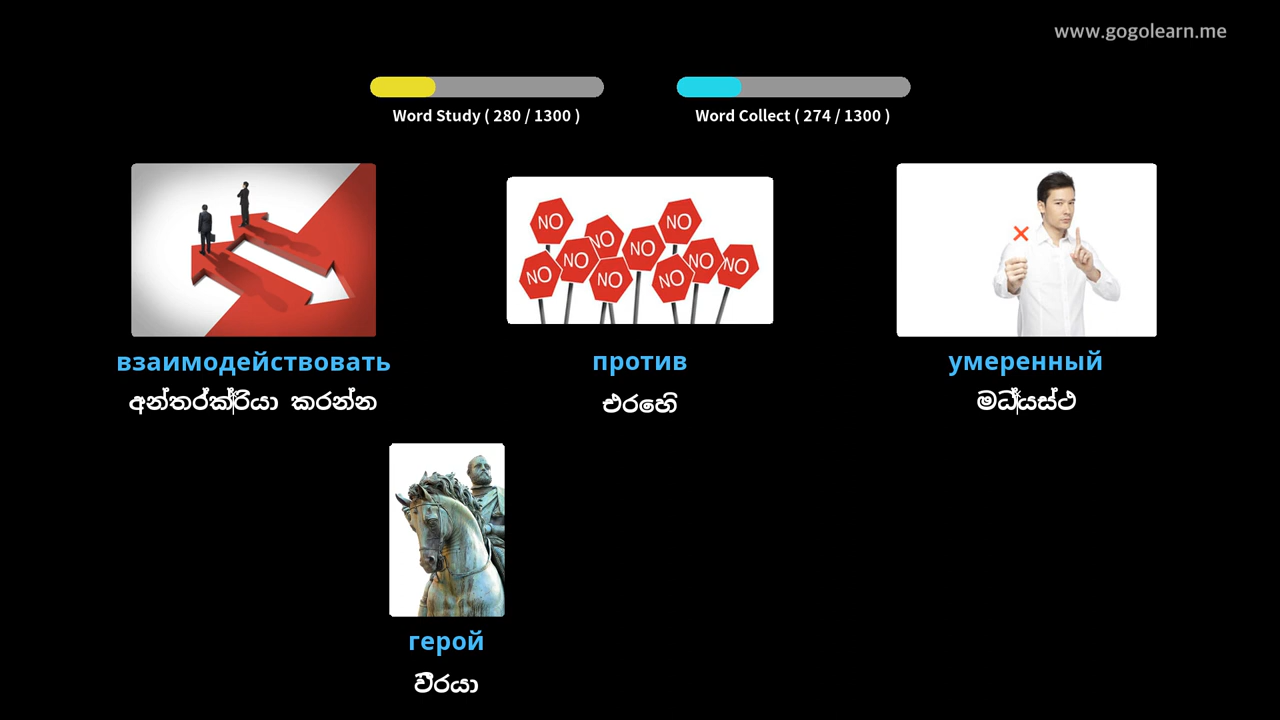 www.gogolearn.me
Word Study ( 280 / 1300 )
Word Collect ( 274 / 1300 )
NO
NO
NO
NO
NO
NO
NO
NO
NO
NO
взаимодействовать
අන්තර්ක්‍රියා කරන්න
против
එරෙහි
умеренный
මධ්‍යස්ථ
герой
වීරයා